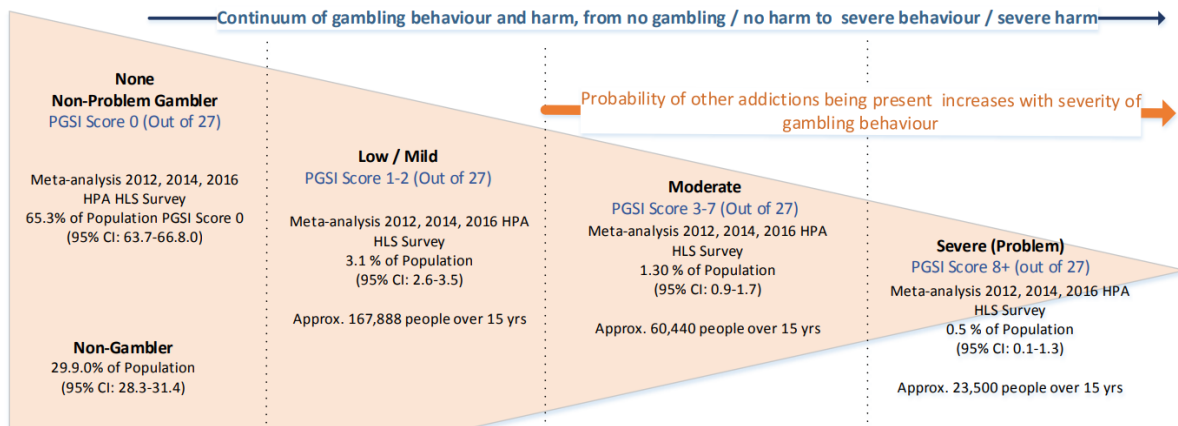 Continuum of gambling behaviour and harm, from no gambling / no harm to severe behaviour / severe harm
None
Non-Problem Gambler
PGSI Score 0 (Out of 27)
Meta-analysis 2012, 2014, 2016
HPA HLS Survey
65.3% of Population PGSI Score 0
(95% CI: 63.7-66.8.0)
Non-Gambler
29.9.0% of Population
(95% CI: 28.3-31.4)
Low / Mild
PGSI Score 1-2 (Out of 27)
Meta-analysis 2012, 2014, 2016 HPA
HLS Survey
3.1 % of Population
(95% CI: 2.6-3.5)
Approx. 167,888 people over 15 yrs
Probability of other addictions being present increases with severity of
gambling behaviour
Moderate
PGSI Score 3-7 (Out of 27)
Meta-analysis 2012, 2014, 2016 HPA
HLS Survey
1.30 % of Population
(95% CI: 0.9-1.7)
Approx. 60,440 people over 15 yrs
Severe (Problem)
PGSI Score 8+ (out of 27)
Meta-analysis 2012, 2014, 2016 HPA
HLS Survey
0.5 % of Population
(95% CI: 0.1-1.3)
Approx. 23,500 people over 15 yrs